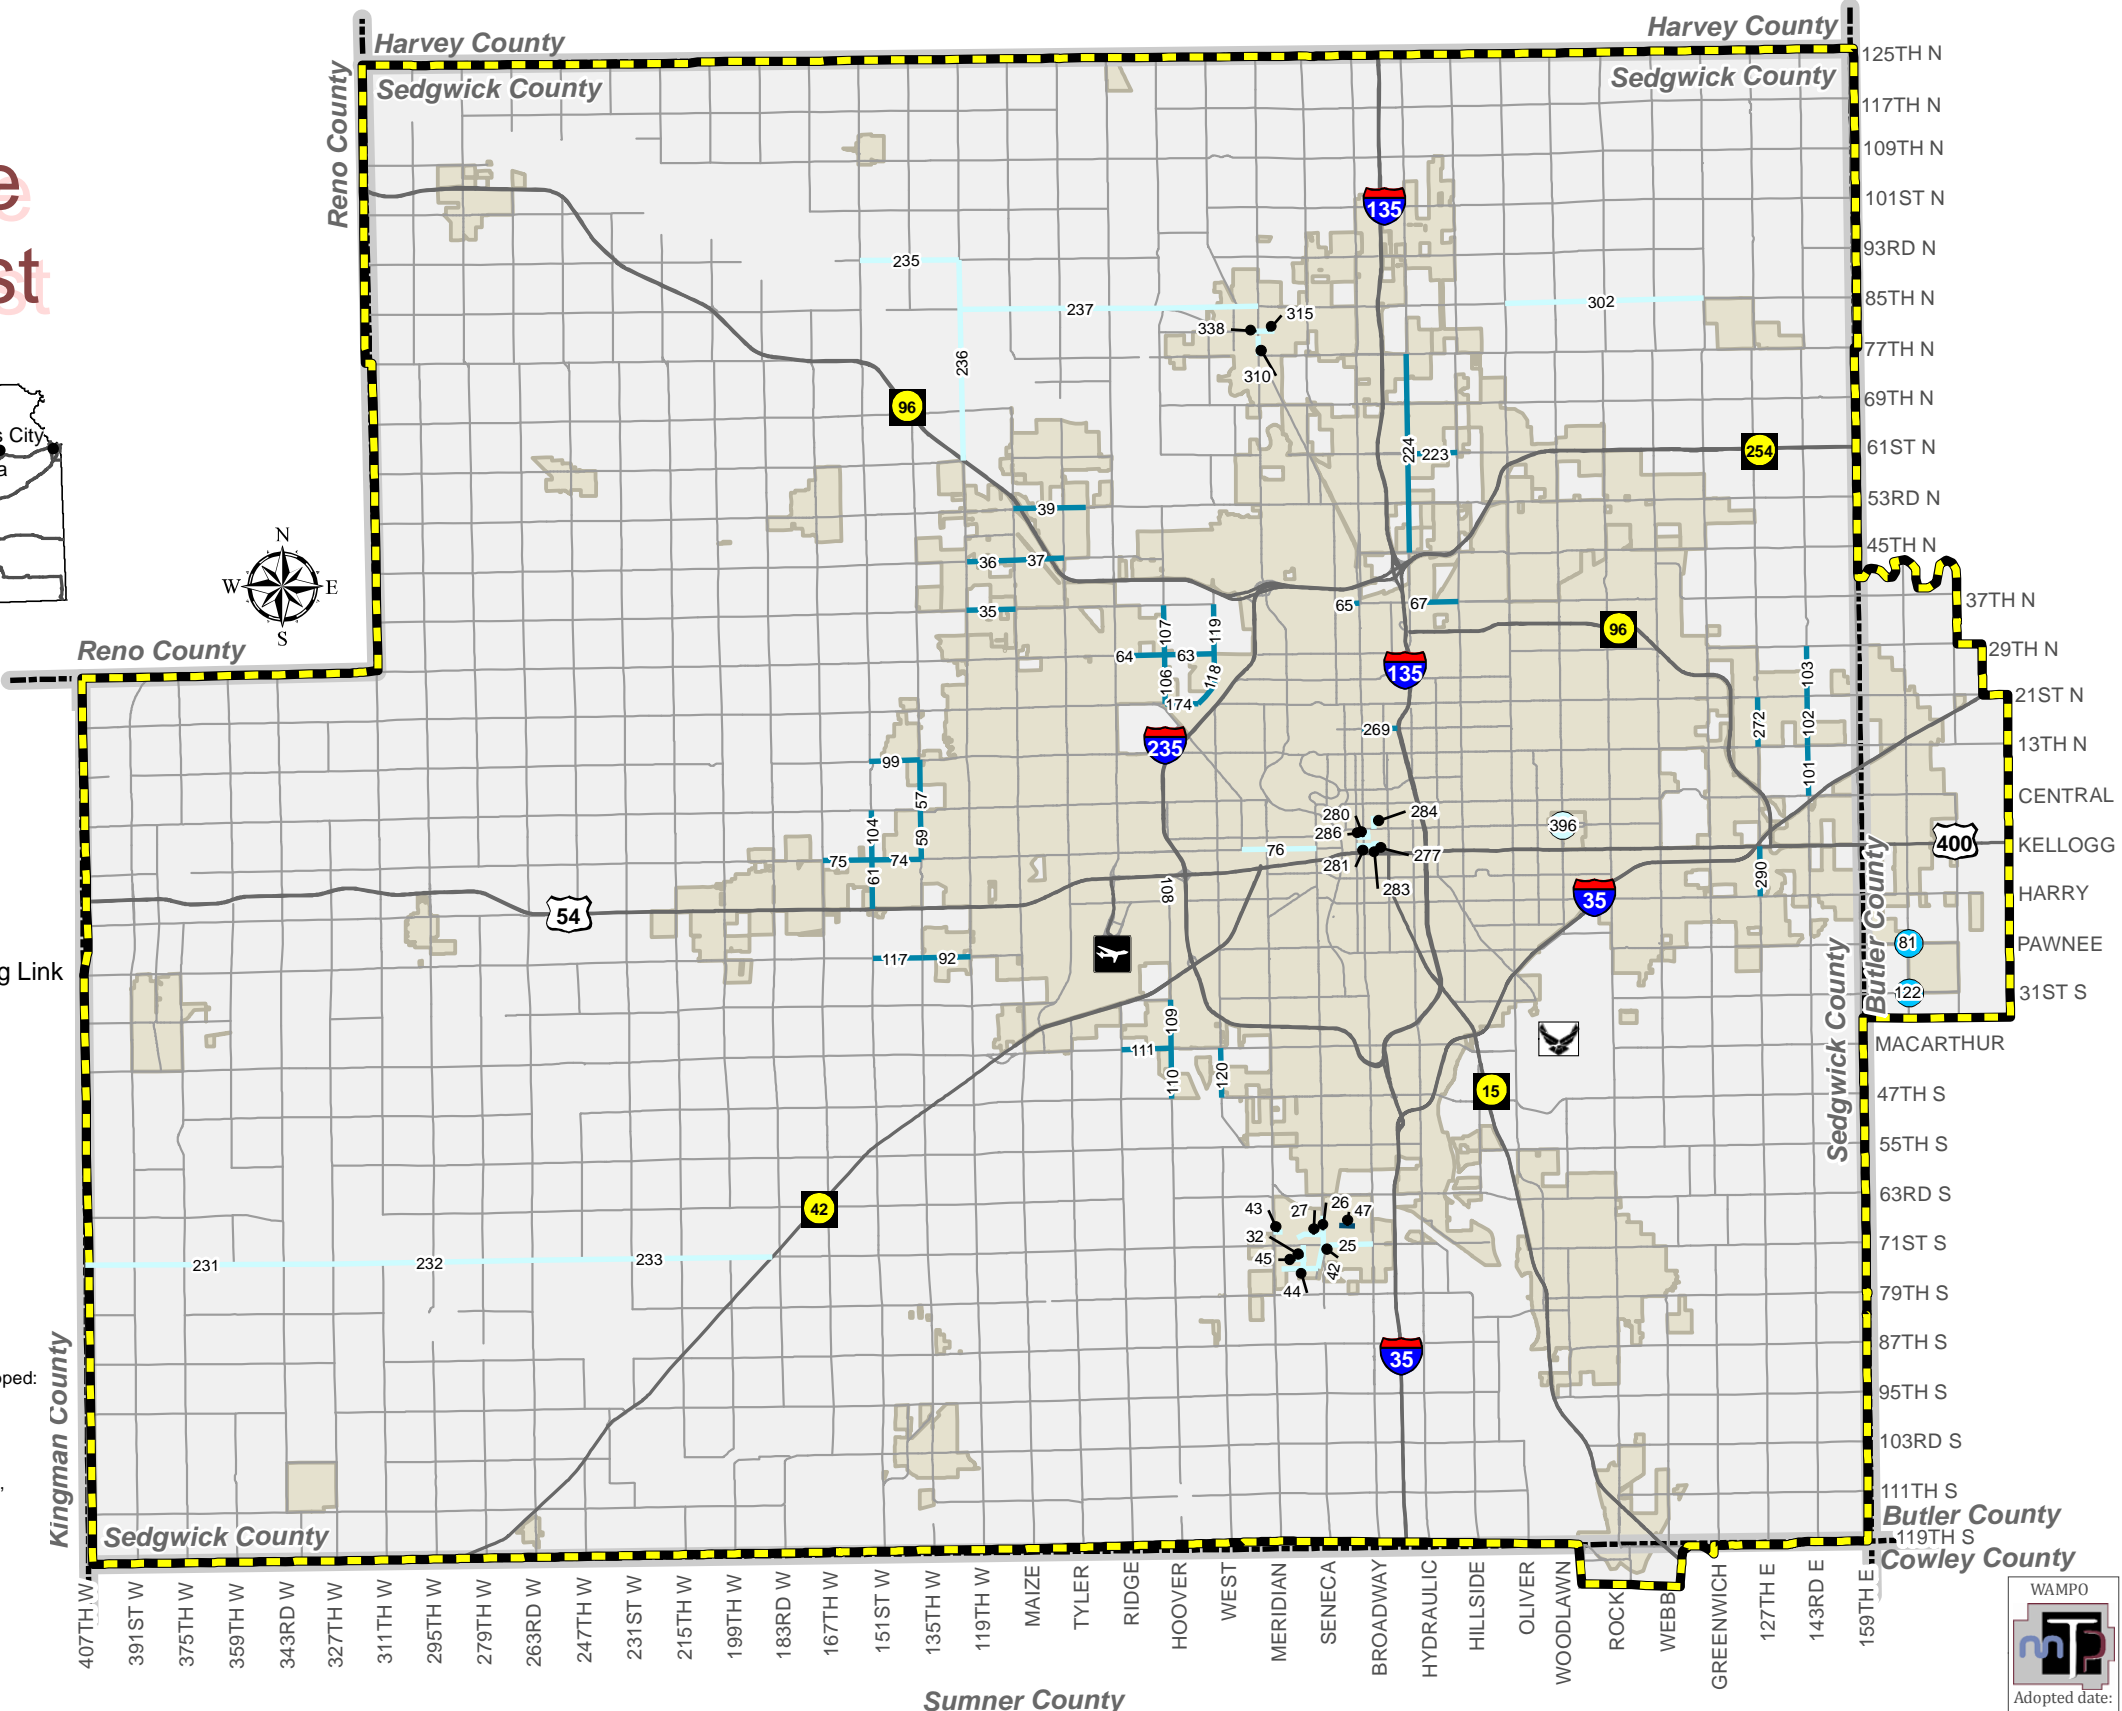 Harvey County
Harvey County
Sedgwick County
Sedgwick County
Reno County
125TH N
117TH N
109TH N
101ST N
93RD N
85TH N
77TH N
69TH N
61ST N
53RD N
45TH N
37TH N
29TH N
21ST N
13TH N
CENTRAL
KELLOGG
HARRY
PAWNEE
31ST S
MACARTHUR
47TH S
55TH S
63RD S
71ST S
79TH S
87TH S
95TH S
103RD S
111TH S
119TH S
e
st
s City
a
N
W
E
S
Reno County
g Link
pped:
,
135
235
237
302
338
315
310
236
96
224
223
254
39
36
37
35
65
67
107
119
64
63
106
118
174
96
135
103
102
101
272
235
269
99
57
104
59
75
74
61
280
284
286
76
281
277
283
396
400
290
108
54
35
117
92
81
122
109
111
110
120
15
42
43
27
26
47
32
25
45
42
44
231
232
233
35
Butler County
Sedgwick County
Kingman County
Sedgwick County
Butler County
Cowley County
407TH W
391ST W
375TH W
359TH W
343RD W
327TH W
311TH W
295TH W
279TH W
263RD W
247TH W
231ST W
215TH W
199TH W
183RD W
167TH W
151ST W
135TH W
119TH W
MAIZE
TYLER
RIDGE
HOOVER
WEST
MERIDIAN
SENECA
BROADWAY
HYDRAULIC
HILLSIDE
OLIVER
WOODLAWN
ROCK
WEBB
GREENWICH
127TH E
143RD E
159TH E
Sumner County
WAMPO
mTp
Adopted date: